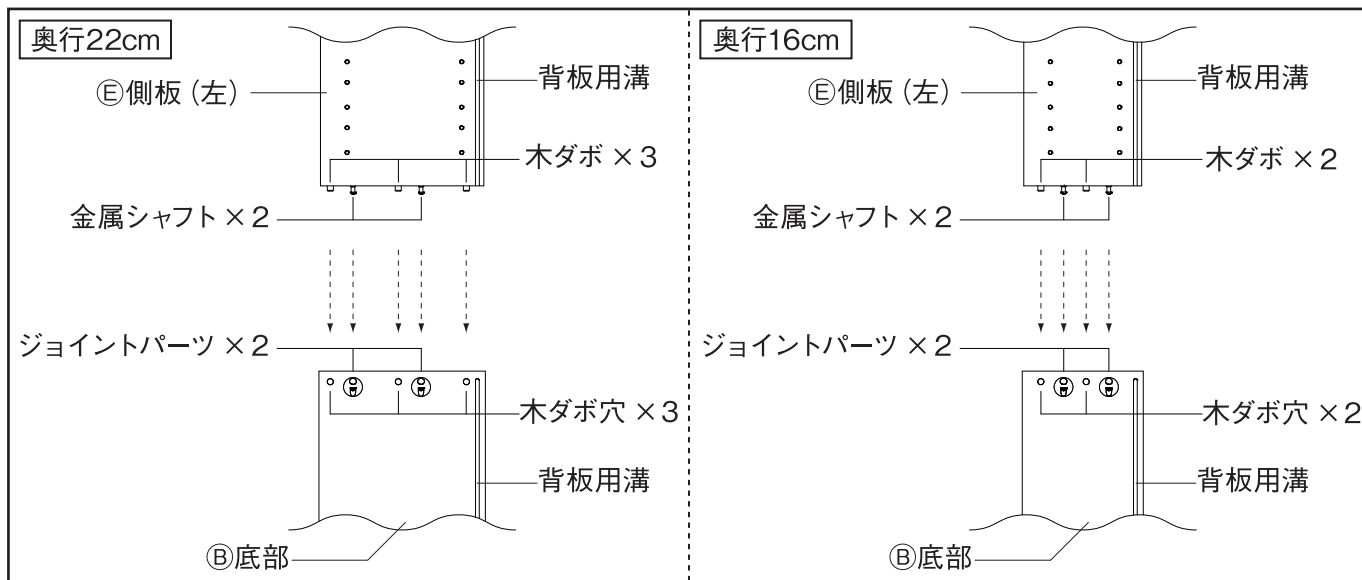 奥行22cm
Ⓔ側板（左）
背板用溝
木ダボ ×3
金属シャフト ×2
ジョイントパーツ ×2
木ダボ穴 ×3
背板用溝
Ⓑ底部
奥行16cm
Ⓔ側板（左）
背板用溝
木ダボ ×2
金属シャフト ×2
ジョイントパーツ ×2
木ダボ穴 ×2
背板用溝
Ⓑ底部